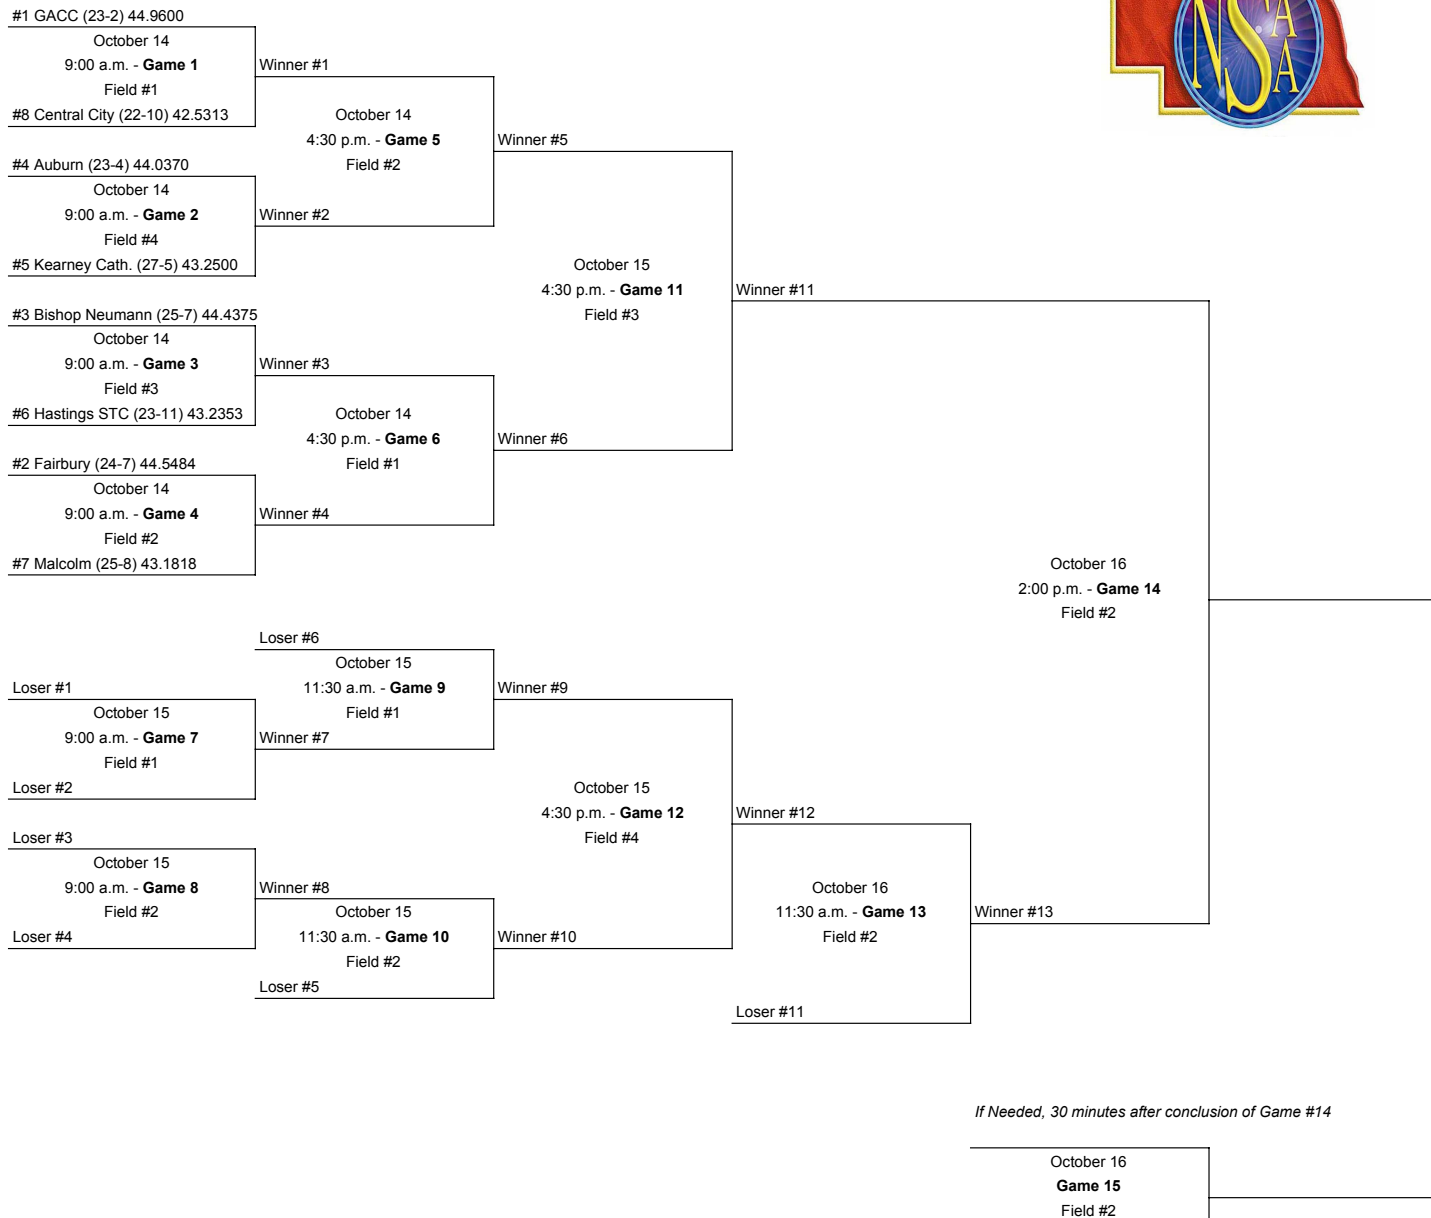 #1 GACC (23-2) 44.9600
October 14
9:00 a.m. - Game 1
Field #1
#8 Central City (22-10) 42.5313
Winner #1
#4 Auburn (23-4) 44.0370
October 14
9:00 a.m. - Game 2
Field #4
#5 Kearney Cath. (27-5) 43.2500
Winner #2
October 14
4:30 p.m. - Game 5
Field #2
Winner #5
#3 Bishop Neumann (25-7) 44.4375
October 14
9:00 a.m. - Game 3
Field #3
#6 Hastings STC (23-11) 43.2353
Winner #3
#2 Fairbury (24-7) 44.5484
October 14
9:00 a.m. - Game 4
Field #2
#7 Malcolm (25-8) 43.1818
Winner #4
October 14
4:30 p.m. - Game 6
Field #1
Winner #6
October 15
4:30 p.m. - Game 11
Field #3
Winner #11
Loser #1
October 15
9:00 a.m. - Game 7
Field #1
Loser #2
Loser #6
October 15
11:30 a.m. - Game 9
Field #1
Winner #7
Winner #9
Loser #3
October 15
9:00 a.m. - Game 8
Field #2
Loser #4
Winner #8
October 15
11:30 a.m. - Game 10
Field #2
Loser #5
Winner #10
October 15
4:30 p.m. - Game 12
Field #4
Winner #12
October 16
11:30 a.m. - Game 13
Field #2
Loser #11
Winner #13
October 16
2:00 p.m. - Game 14
Field #2
If Needed, 30 minutes after conclusion of Game #14
October 16
Game 15
Field #2
NSAA